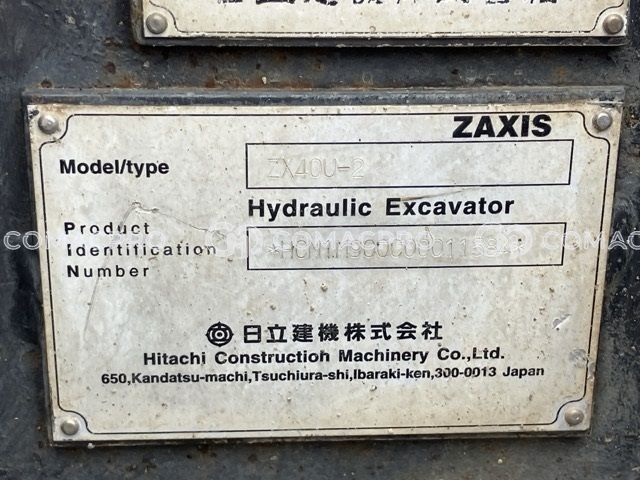 ZAXIS
Model/type ZX40U-2
Hydraulic Excavator
Product
Identification
Number
日立建機株式会社
Hitachi Construction Machinery Co.,Ltd.
650,Kandatsu-machi,Tsuchiura-shi,Ibaraki-ken,300-0013 Japan